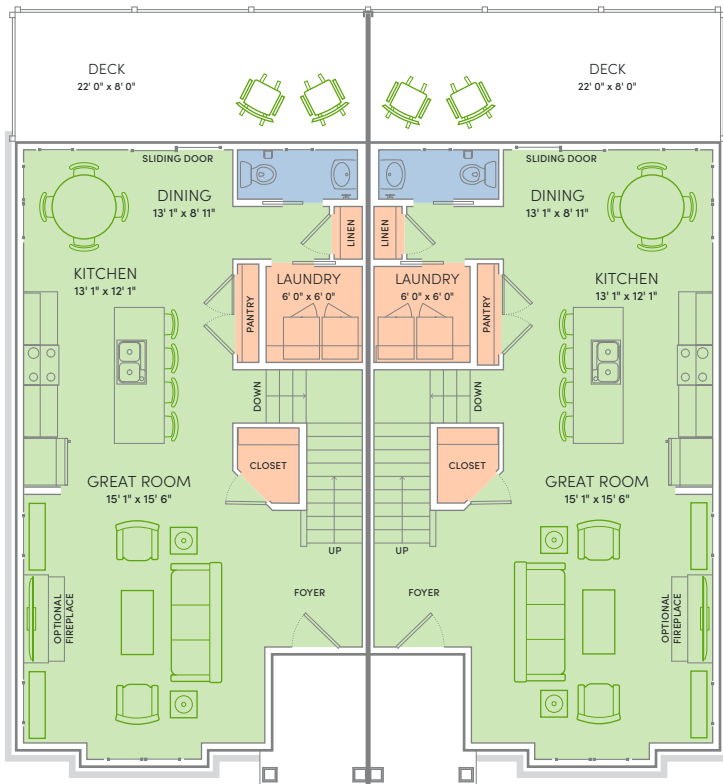 DECK
22' 0" x 8' 0"
DECK
22' 0" x 8' 0"
SLIDING DOOR
SLIDING DOOR
DINING
13' 1" x 8' 11"
DINING
13' 1" x 8' 11"
LINEN
LINEN
KITCHEN
13' 1" x 12' 1"
LAUNDRY
6' 0" x 6' 0"
LAUNDRY
6' 0" x 6' 0"
KITCHEN
13' 1" x 12' 1"
PANTRY
PANTRY
DOWN
DOWN
CLOSET
CLOSET
GREAT ROOM
15' 1" x 15' 6"
GREAT ROOM
15' 1" x 15' 6"
UP
UP
FOYER
FOYER
OPTIONAL
FIREPLACE
OPTIONAL
FIREPLACE